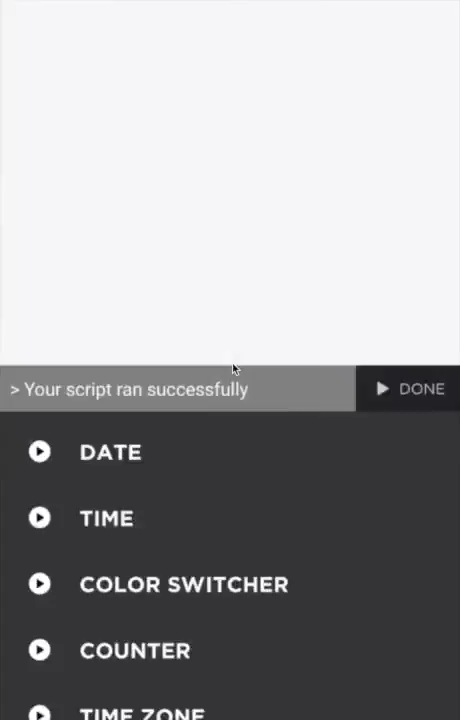 > Your script ran successfully
DONE
DATE
TIME
COLOR SWITCHER
COUNTER
TIME ZONE